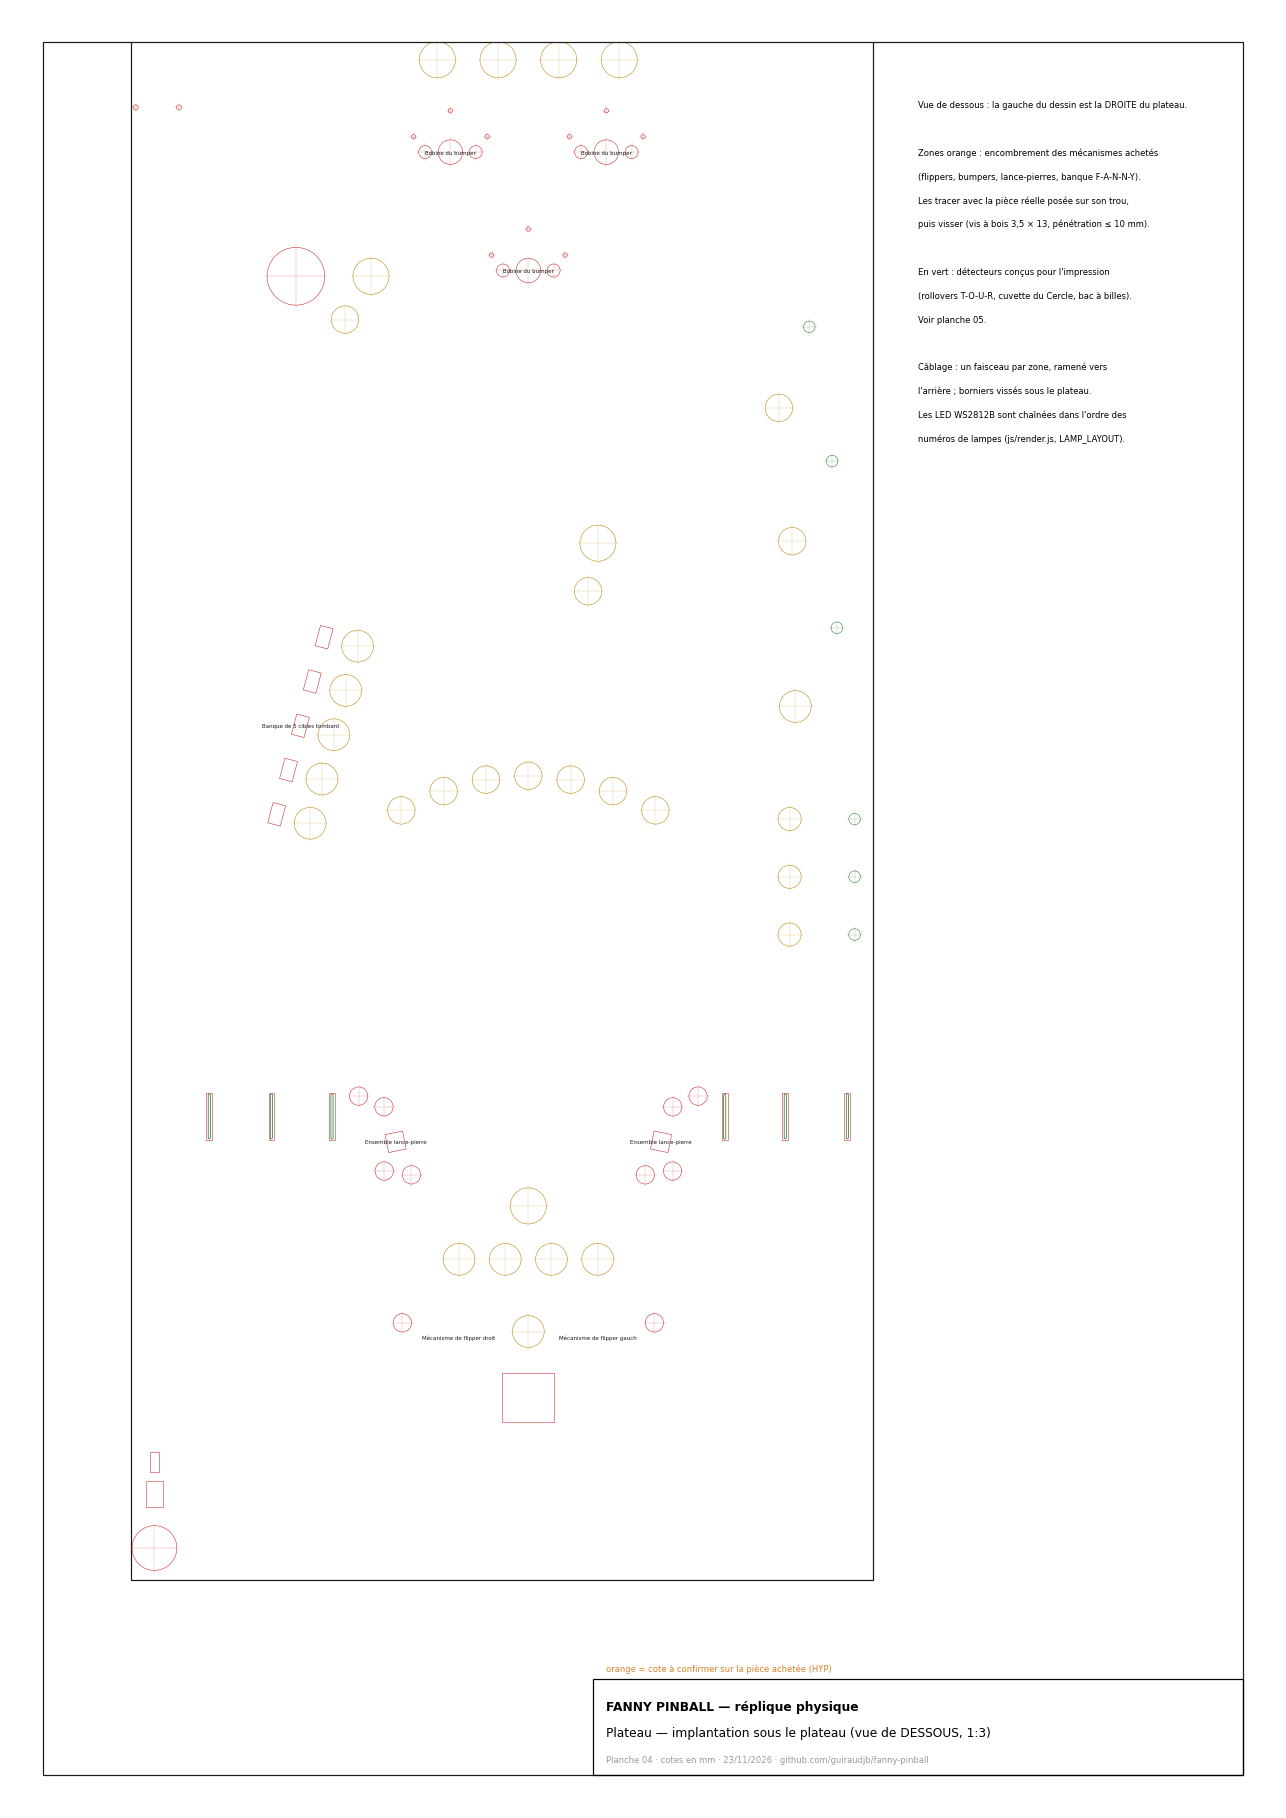 Vue de dessous : la gauche du dessin est la DROITE du plateau.
Zones orange : encombrement des mécanismes achetés
(flippers, bumpers, lance-pierres, banque F-A-N-N-Y).
Les tracer avec la pièce réelle posée sur son trou,
puis visser (vis à bois 3,5 × 13, pénétration ≤ 10 mm).
En vert : détecteurs conçus pour l'impression
(rollovers T-O-U-R, cuvette du Cercle, bac à billes).
Voir planche 05.
Câblage : un faisceau par zone, ramené vers
l'arrière ; borniers vissés sous le plateau.
Les LED WS2812B sont chaînées dans l'ordre des
numéros de lampes (js/render.js, LAMP_LAYOUT).
Bobine du bumper
Bobine du bumper
Bobine du bumper
Banque de 5 cibles tombant
Ensemble lance-pierre
Ensemble lance-pierre
Mécanisme de flipper droit
Mécanisme de flipper gauch
orange = cote à confirmer sur la pièce achetée (HYP)
FANNY PINBALL — réplique physique
Plateau — implantation sous le plateau (vue de DESSOUS, 1:3)
Planche 04 · cotes en mm · 23/11/2026 · github.com/guiraudjb/fanny-pinball